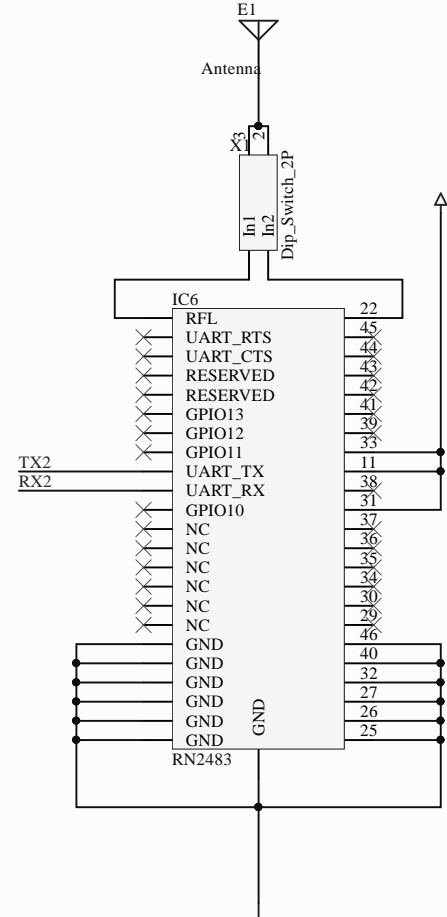 E1
Antenna
3
2
X1
Dip_Switch_2P
In1
In2
IC6
RFL 22
UART_RTS 45
UART_CTS 44
RESERVED 43
RESERVED 42
GPIO13 41
GPIO12 39
GPIO11 33
TX2 UART_TX 11
RX2 UART_RX 38
GPIO10 31
NC 37
NC 36
NC 35
NC 34
NC 30
NC 29
GND 46
GND 40
GND 32
GND 27
GND 26
GND 25
GND
RN2483